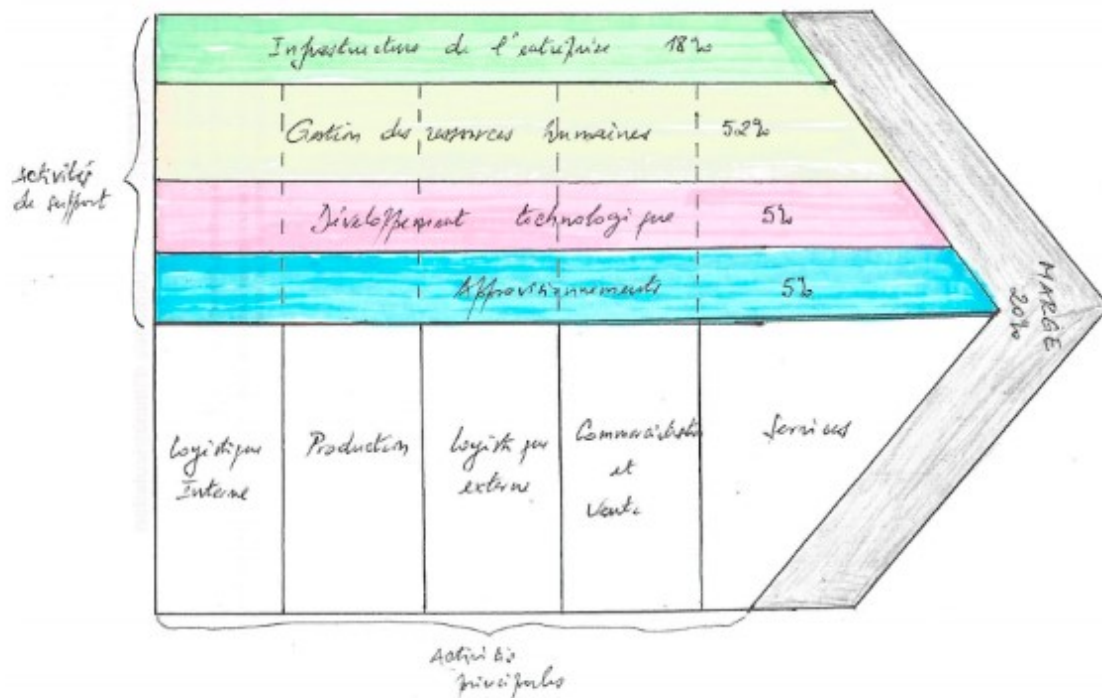 Infrastructure de l'entreprise 18%
Gestion des ressources humaines 52%
Activités
de support
Développement technologique 5%
Approvisionnements 5%
MARGE
20%
Logistique
Interne
Production
Logistique
externe
Commercialisation
et
Vente
Services
Activités
principales